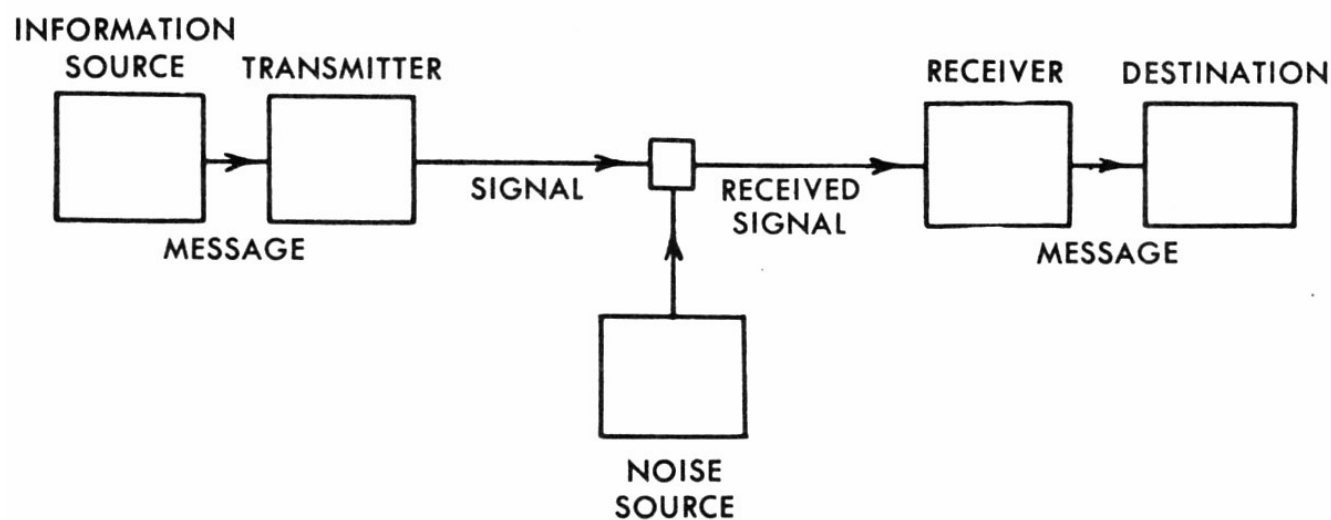 INFORMATION
SOURCE
TRANSMITTER
RECEIVER
DESTINATION
SIGNAL
RECEIVED
SIGNAL
MESSAGE
MESSAGE
NOISE
SOURCE